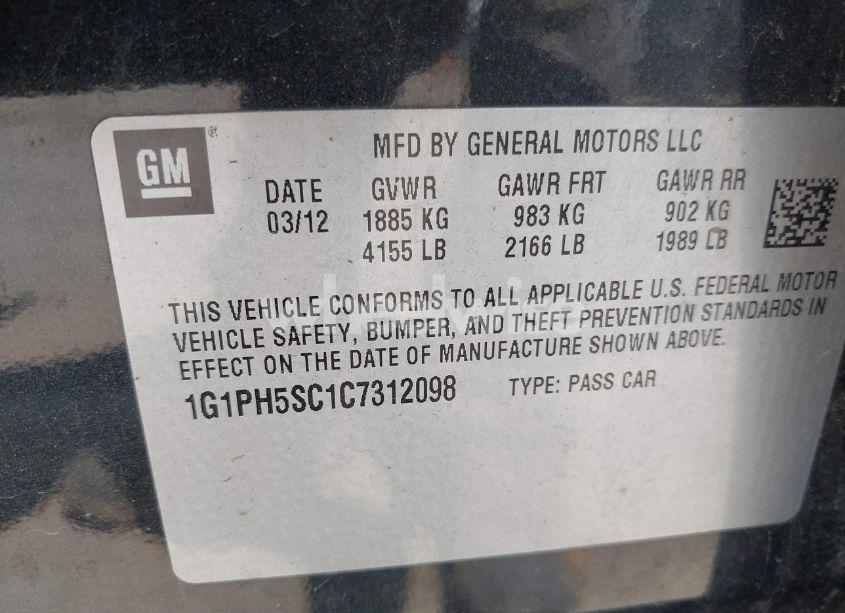 GM
®
MFD BY GENERAL MOTORS LLC
DATE GVWR GAWR FRT GAWR RR
03/12 1885 KG 983 KG 902 KG
4155 LB 2166 LB 1989 LB
THIS VEHICLE CONFORMS TO ALL APPLICABLE U.S. FEDERAL MOTOR
VEHICLE SAFETY, BUMPER, AND THEFT PREVENTION STANDARDS IN
EFFECT ON THE DATE OF MANUFACTURE SHOWN ABOVE.
1G1PH5SC1C7312098 TYPE: PASS CAR